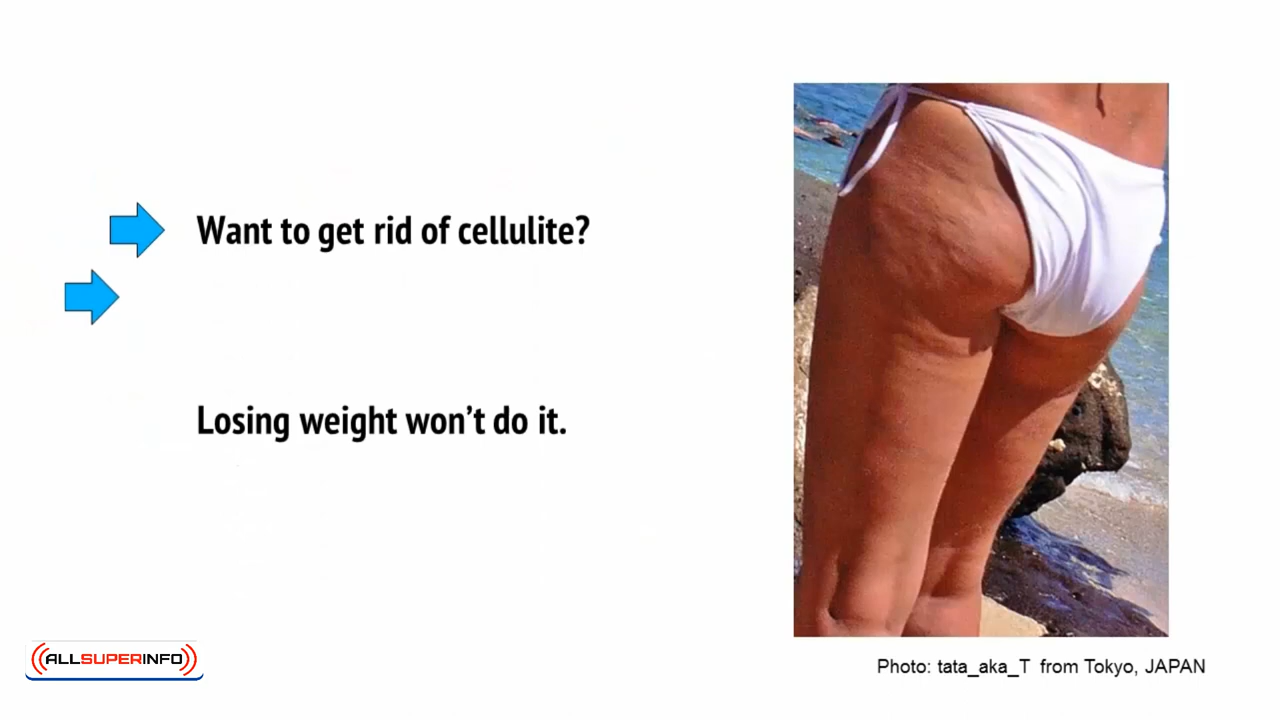 Want to get rid of cellulite?
Losing weight won't do it.
ALLSUPERINFO
Photo: tata_aka_T from Tokyo, JAPAN